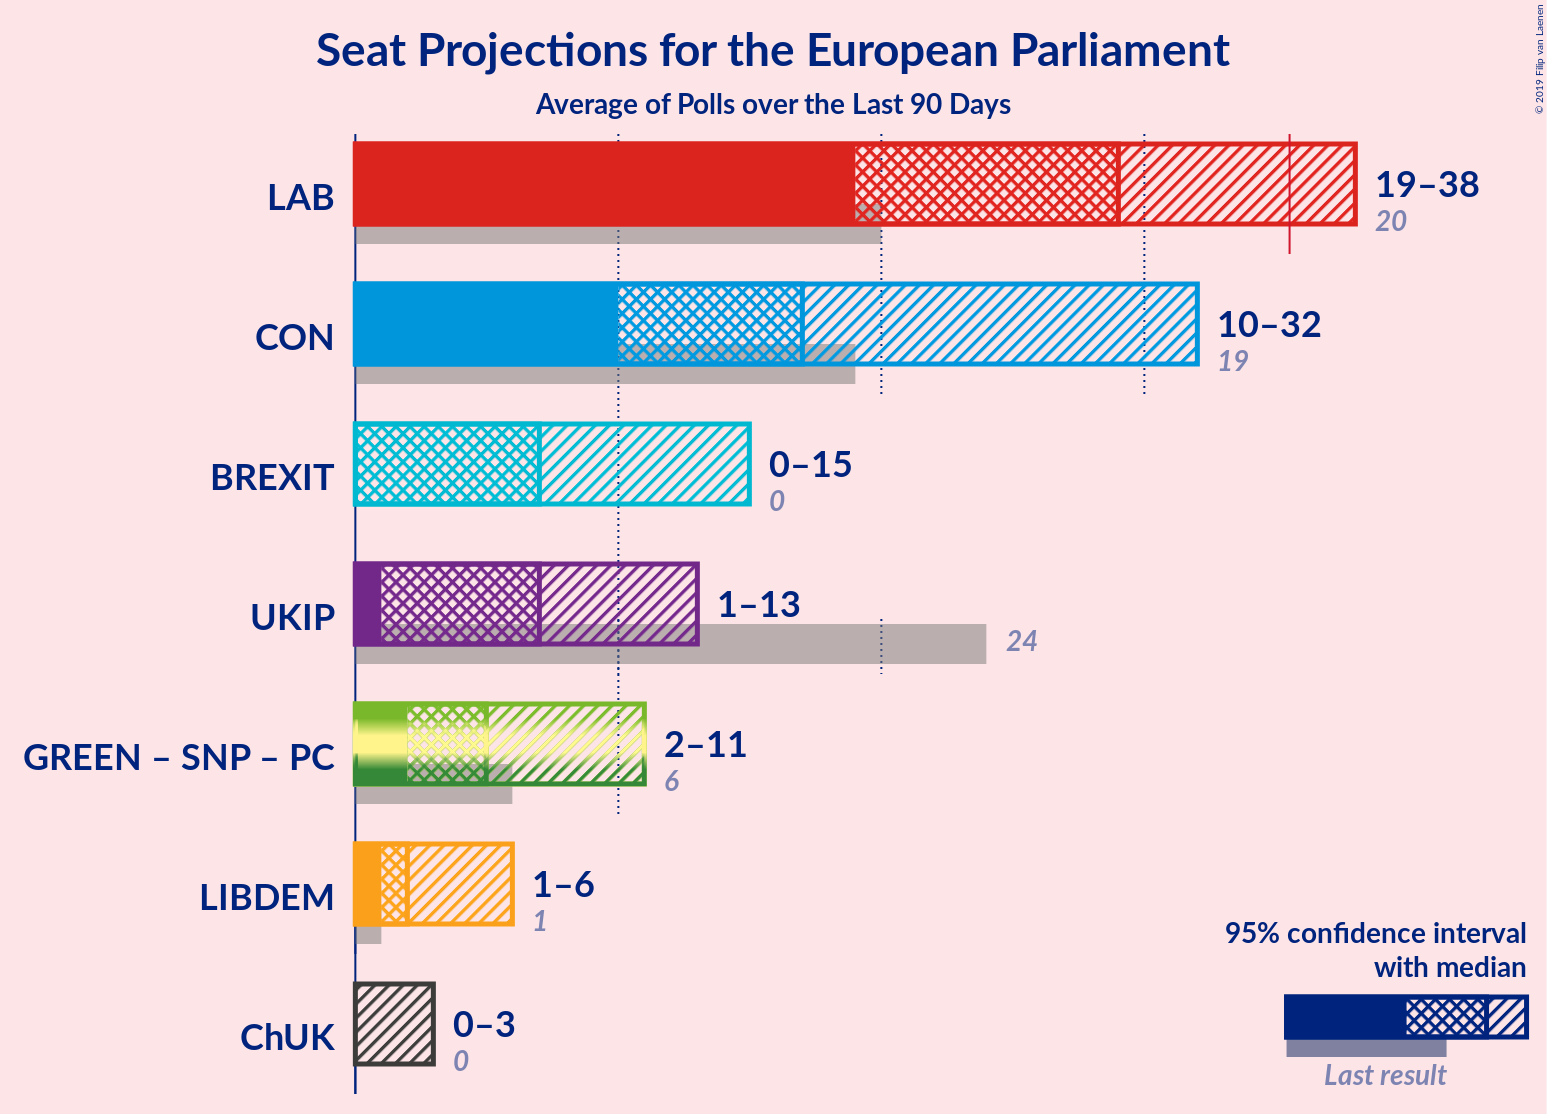 Seat Projections for the European Parliament
Average of Polls over the Last 90 Days
© 2019 Filip van Laenen
LAB
19–38
20
CON
10–32
19
BREXIT
0–15
0
UKIP
1–13
24
GREEN – SNP – PC
2–11
6
LIBDEM
1–6
1
ChUK
0–3
0
95% confidence interval
with median
Last result